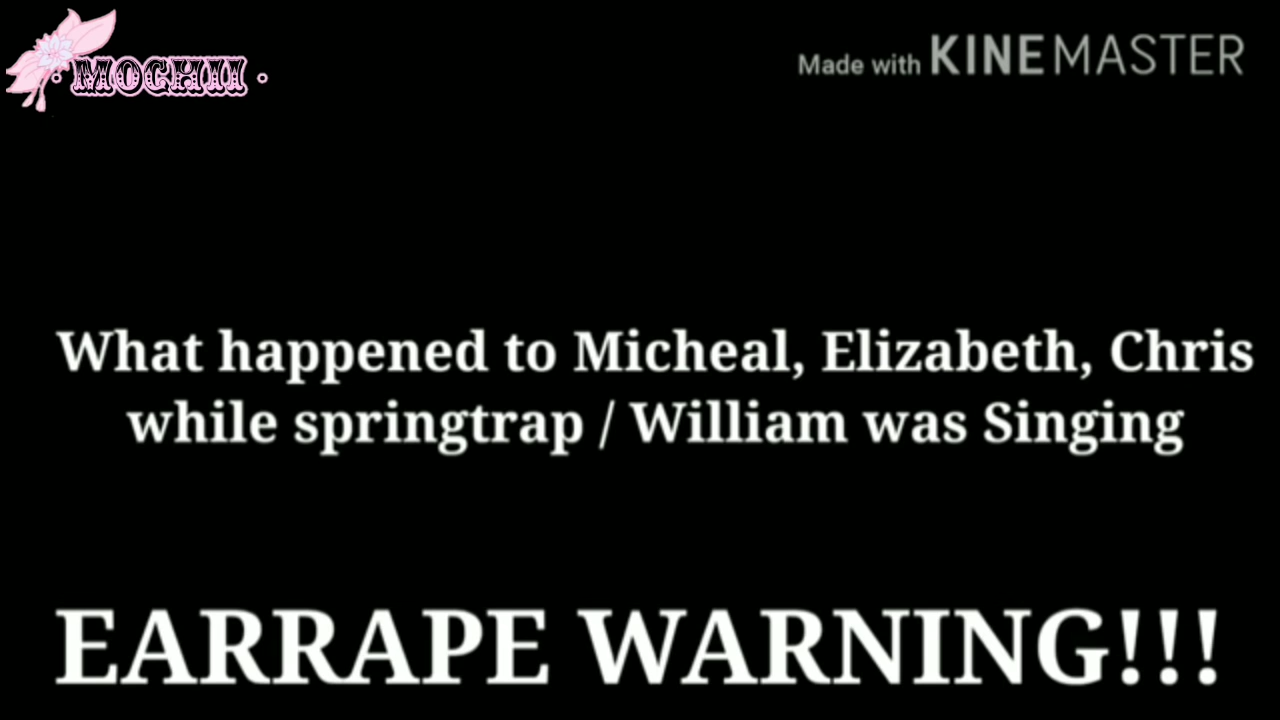 · MOCHII ·
Made with KINEMASTER
What happened to Micheal, Elizabeth, Chris
while springtrap / William was Singing
EARRAPE WARNING!!!